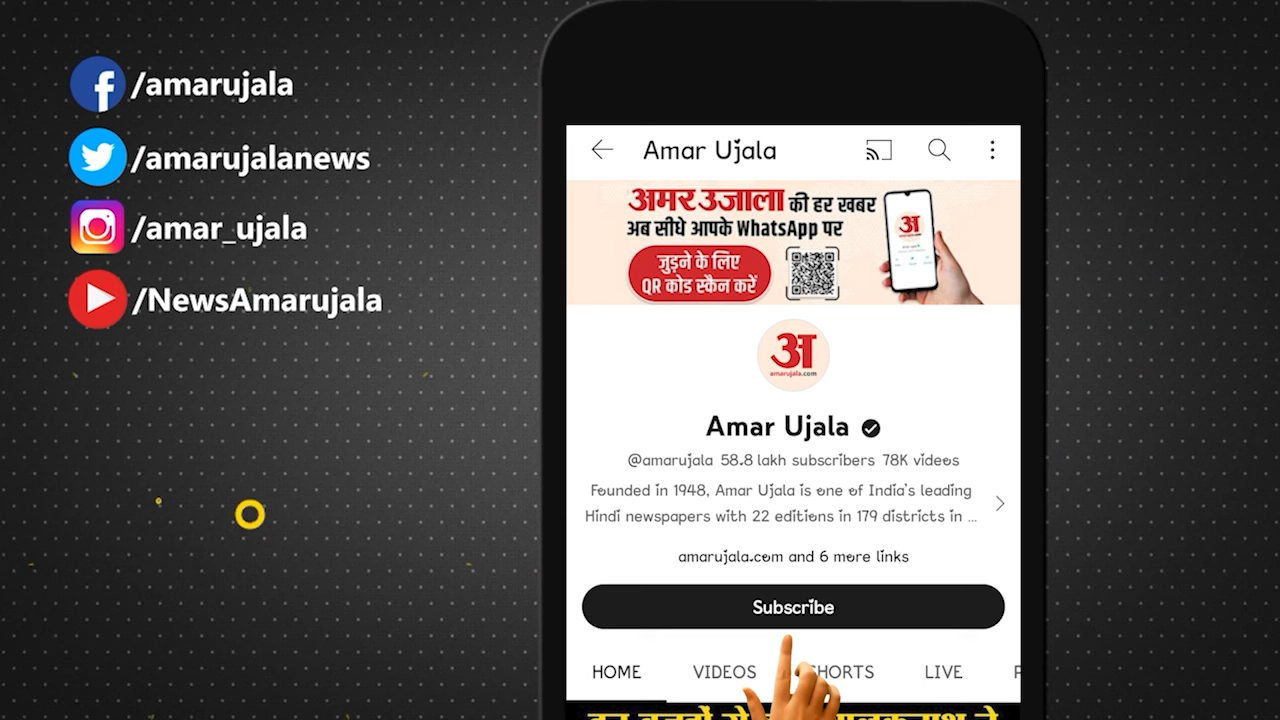 /amarujala
/amarujalanews
/amar_ujala
/NewsAmarujala
Amar Ujala
अमर उजाला की हर खबर
अब सीधे आपके WhatsApp पर
जुड़ने के लिए
QR कोड स्कैन करें
अ
amarujala.com
Amar Ujala
@amarujala 58.8 lakh subscribers 78K videos
Founded in 1948, Amar Ujala is one of India's leading
Hindi newspapers with 22 editions in 179 districts in ...
amarujala.com and 6 more links
Subscribe
HOME VIDEOS SHORTS LIVE